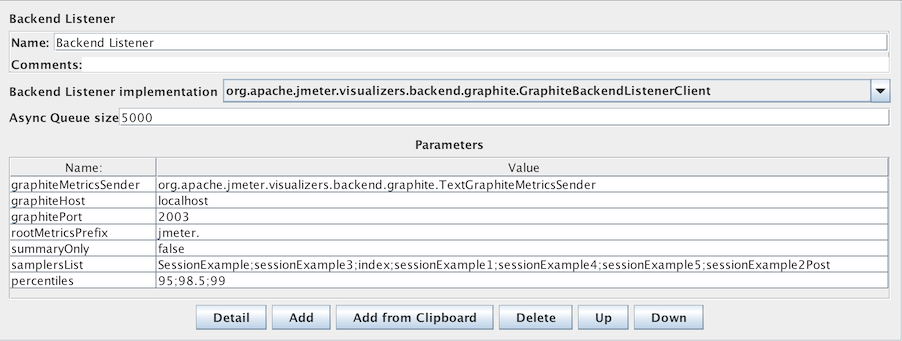 Backend Listener
Name: Backend Listener
Comments:
Backend Listener implementation org.apache.jmeter.visualizers.backend.graphite.GraphiteBackendListenerClient
Async Queue size 5000
Parameters
Name: Value
graphiteMetricsSender org.apache.jmeter.visualizers.backend.graphite.TextGraphiteMetricsSender
graphiteHost localhost
graphitePort 2003
rootMetricsPrefix jmeter.
summaryOnly false
samplersList SessionExample;sessionExample3;index;sessionExample1;sessionExample4;sessionExample5;sessionExample2Post
percentiles 95;98.5;99
Detail Add Add from Clipboard Delete Up Down